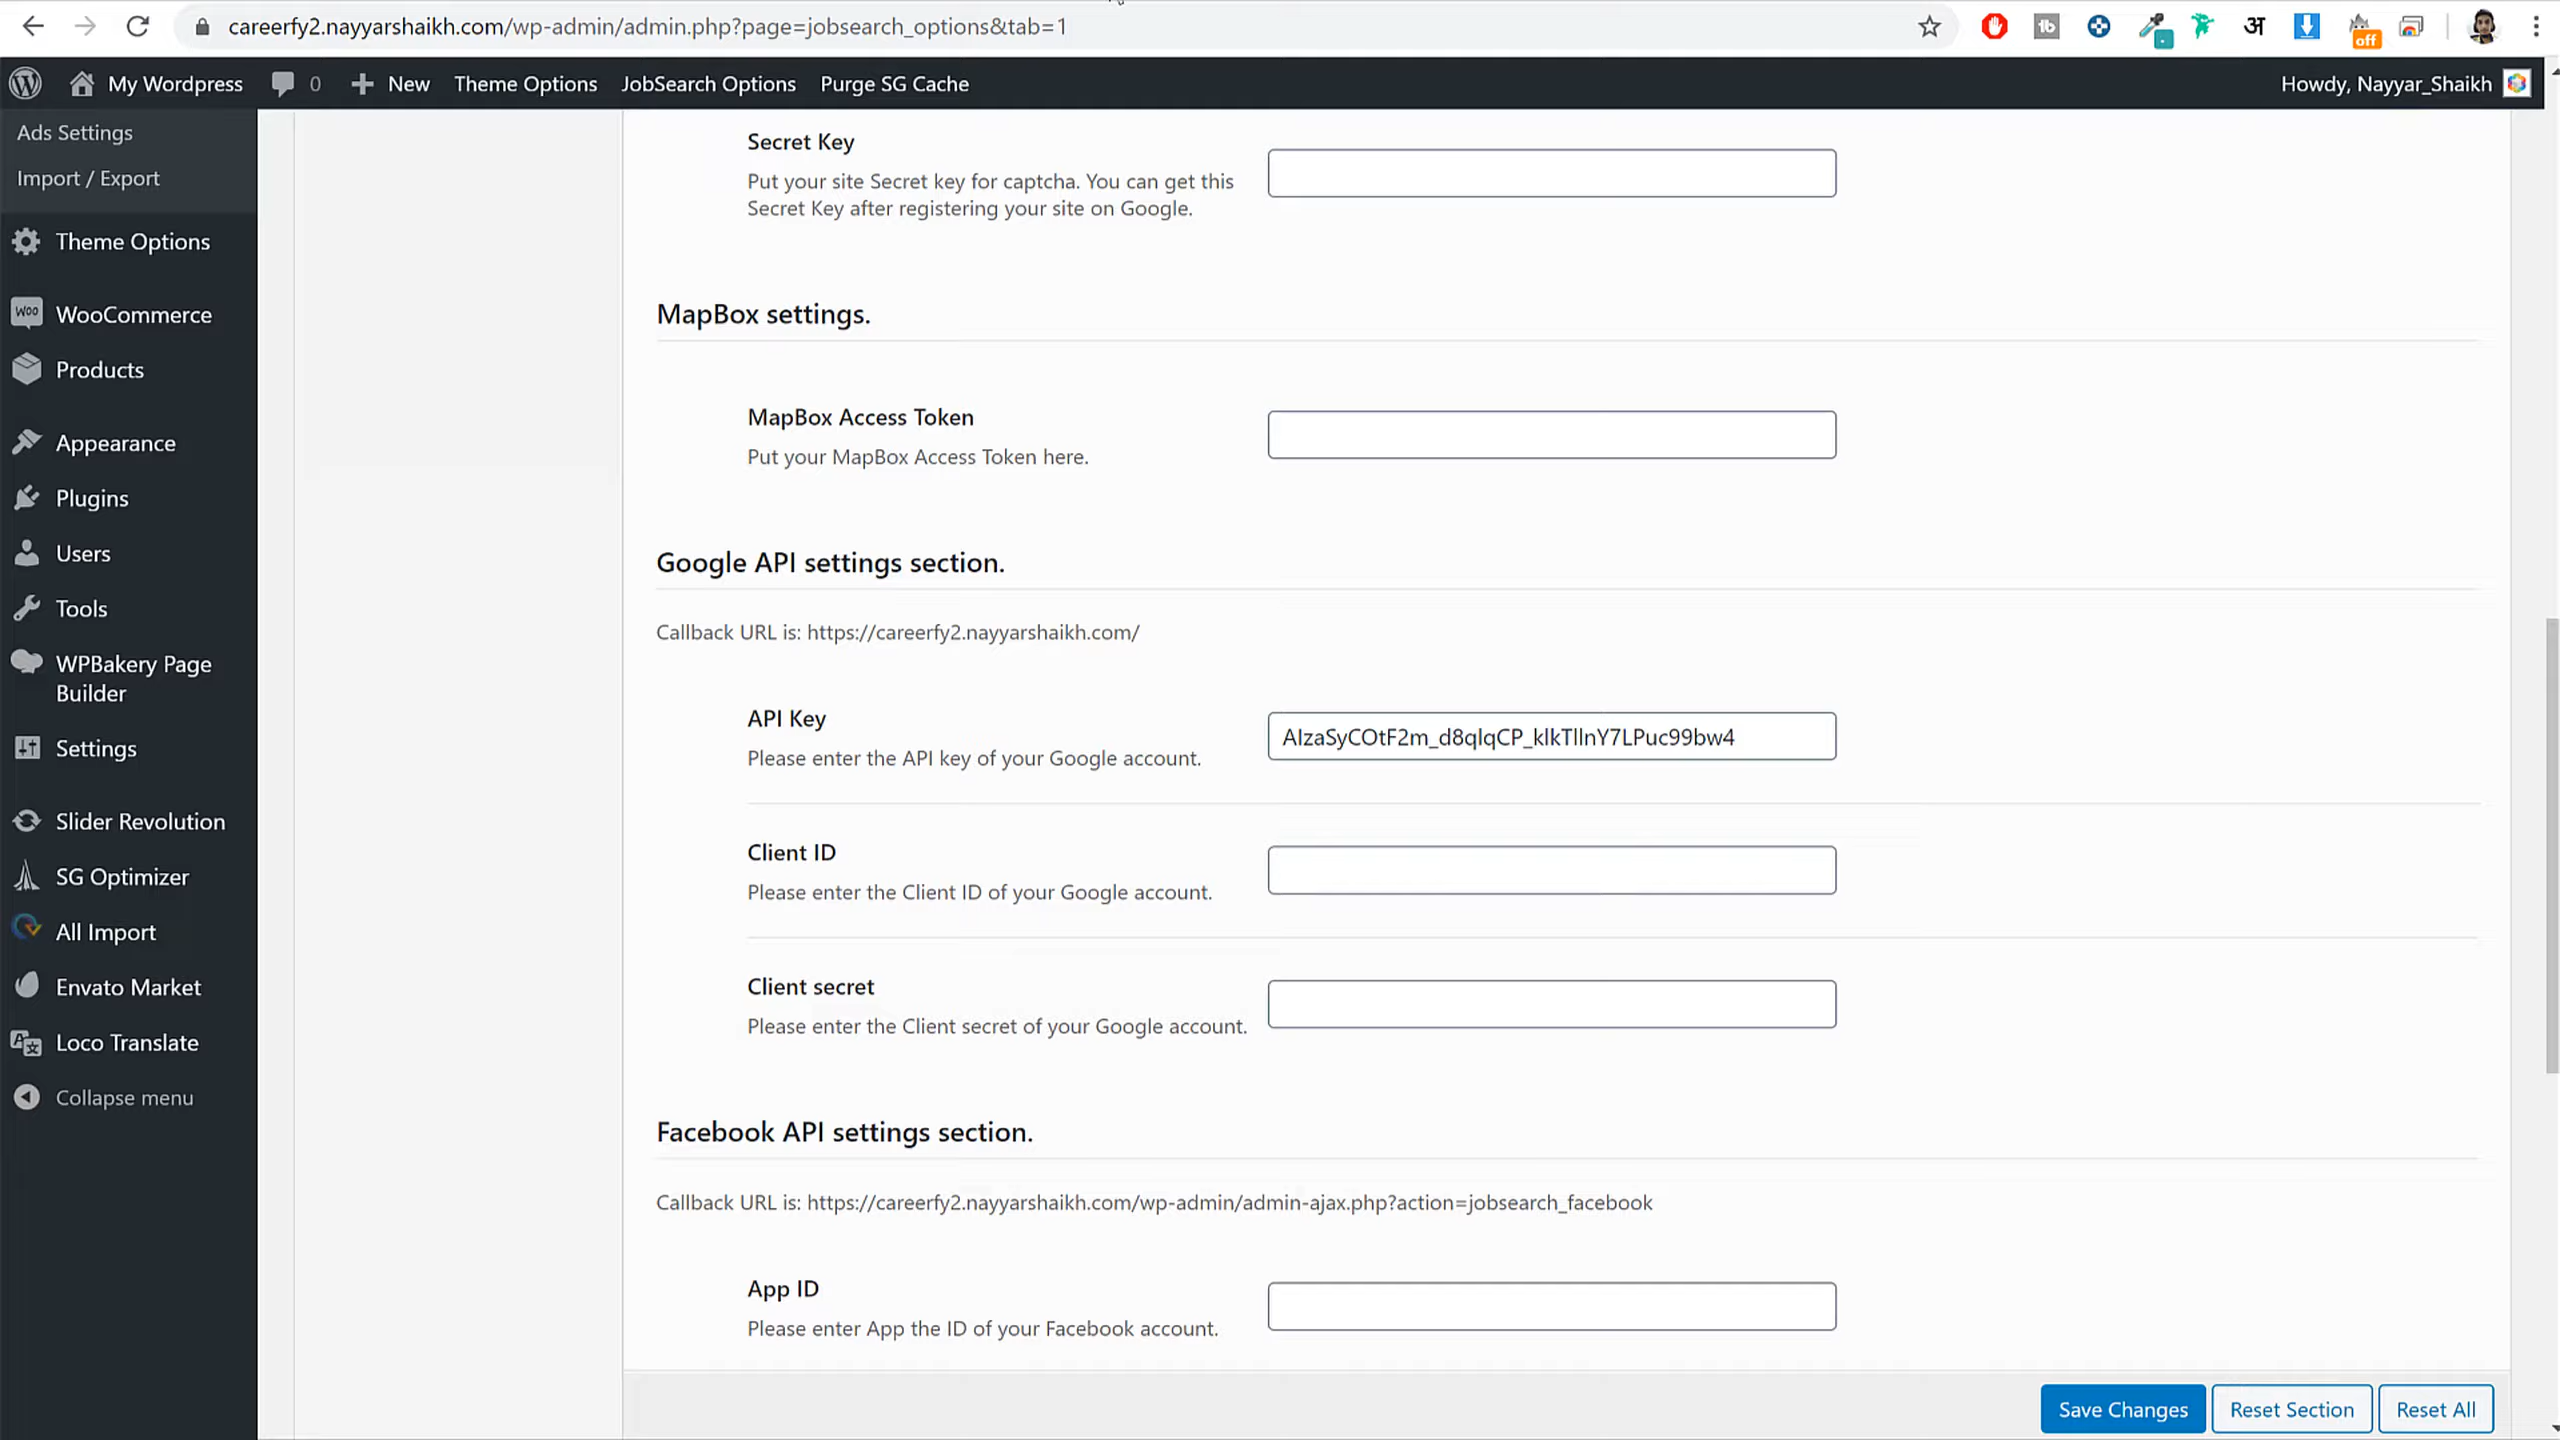 careerfy2.nayyarshaikh.com/wp-admin/admin.php?page=jobsearch_options&tab=1
अ
off
My Wordpress 0 New Theme Options JobSearch Options Purge SG Cache Howdy, Nayyar_Shaikh
Ads Settings
Import / Export
Theme Options
WOO WooCommerce
Products
Appearance
Plugins
Users
Tools
WPBakery Page
Builder
Settings
Slider Revolution
SG Optimizer
All Import
Envato Market
Loco Translate
Collapse menu
Secret Key
Put your site Secret key for captcha. You can get this
Secret Key after registering your site on Google.
MapBox settings.
MapBox Access Token
Put your MapBox Access Token here.
Google API settings section.
Callback URL is: https://careerfy2.nayyarshaikh.com/
API Key
AIzaSyCOtF2m_d8qlqCP_klkTllnY7LPuc99bw4
Please enter the API key of your Google account.
Client ID
Please enter the Client ID of your Google account.
Client secret
Please enter the Client secret of your Google account.
Facebook API settings section.
Callback URL is: https://careerfy2.nayyarshaikh.com/wp-admin/admin-ajax.php?action=jobsearch_facebook
App ID
Please enter App the ID of your Facebook account.
Save Changes Reset Section Reset All